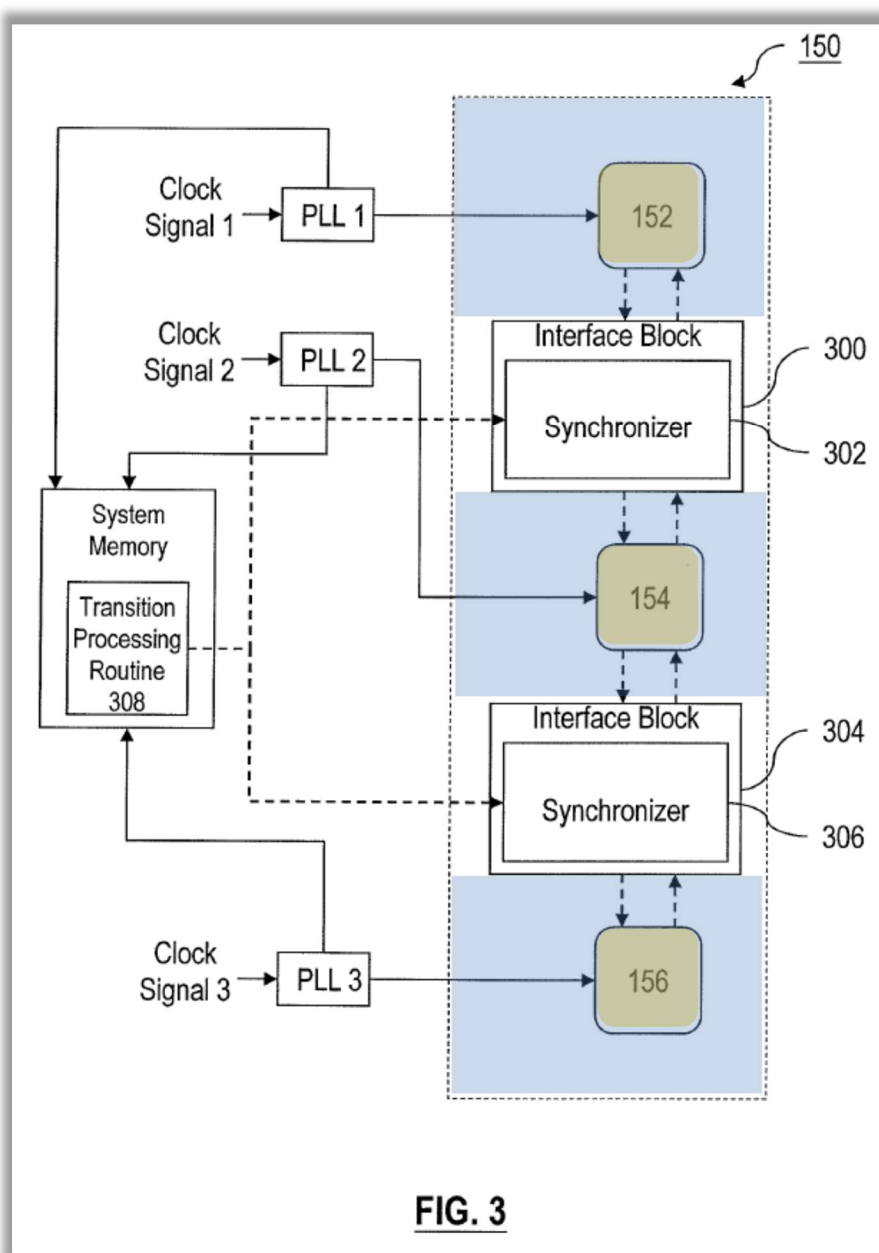 150
Clock
Signal 1
PLL 1
152
Interface Block
Synchronizer
300
302
Clock
Signal 2
PLL 2
System
Memory
Transition
Processing
Routine
308
154
Interface Block
Synchronizer
304
306
Clock
Signal 3
PLL 3
156
FIG. 3